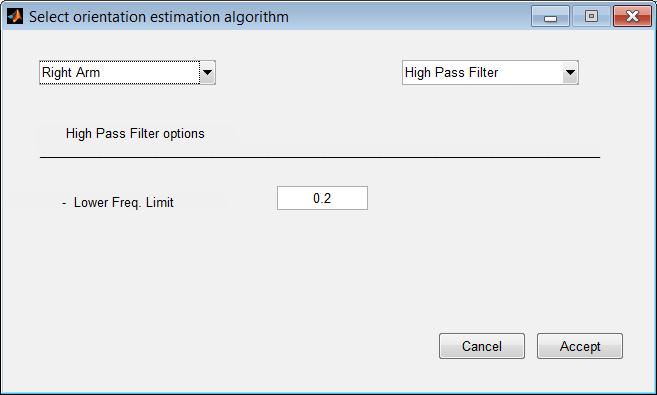 Select orientation estimation algorithm
Right Arm
High Pass Filter
High Pass Filter options
- Lower Freq. Limit
0.2
Cancel
Accept